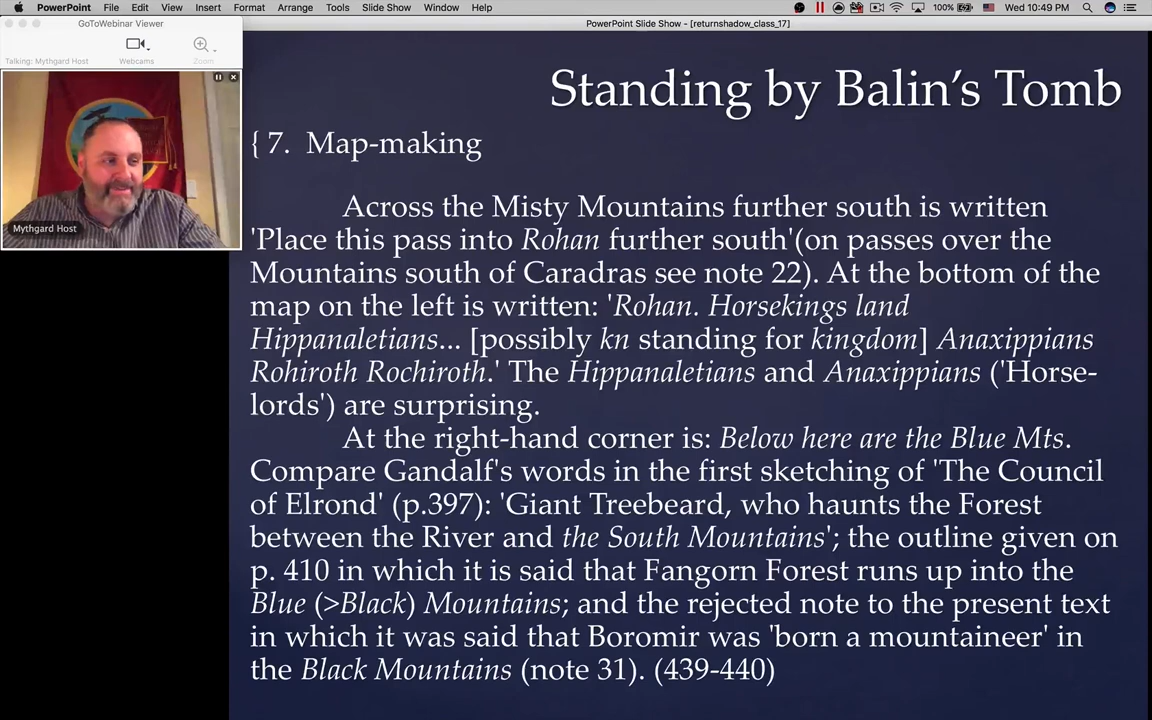 PowerPoint File Edit View Insert Format Arrange Tools Slide Show Window Help 100% Wed 10:49 PM
GoToWebinar Viewer
PowerPoint Slide Show - [returnshadow_class_17]
Talking: Mythgard Host
Webcams
Zoom
Mythgard Host
Standing by Balin's Tomb
{ 7. Map-making
Across the Misty Mountains further south is written
'Place this pass into Rohan further south'(on passes over the
Mountains south of Caradras see note 22). At the bottom of the
map on the left is written: 'Rohan. Horsekings land
Hippanaletians... [possibly kn standing for kingdom] Anaxippians
Rohiroth Rochiroth.' The Hippanaletians and Anaxippians ('Horse-
lords') are surprising.
At the right-hand corner is: Below here are the Blue Mts.
Compare Gandalf's words in the first sketching of 'The Council
of Elrond' (p.397): 'Giant Treebeard, who haunts the Forest
between the River and the South Mountains'; the outline given on
p. 410 in which it is said that Fangorn Forest runs up into the
Blue (>Black) Mountains; and the rejected note to the present text
in which it was said that Boromir was 'born a mountaineer' in
the Black Mountains (note 31). (439-440)